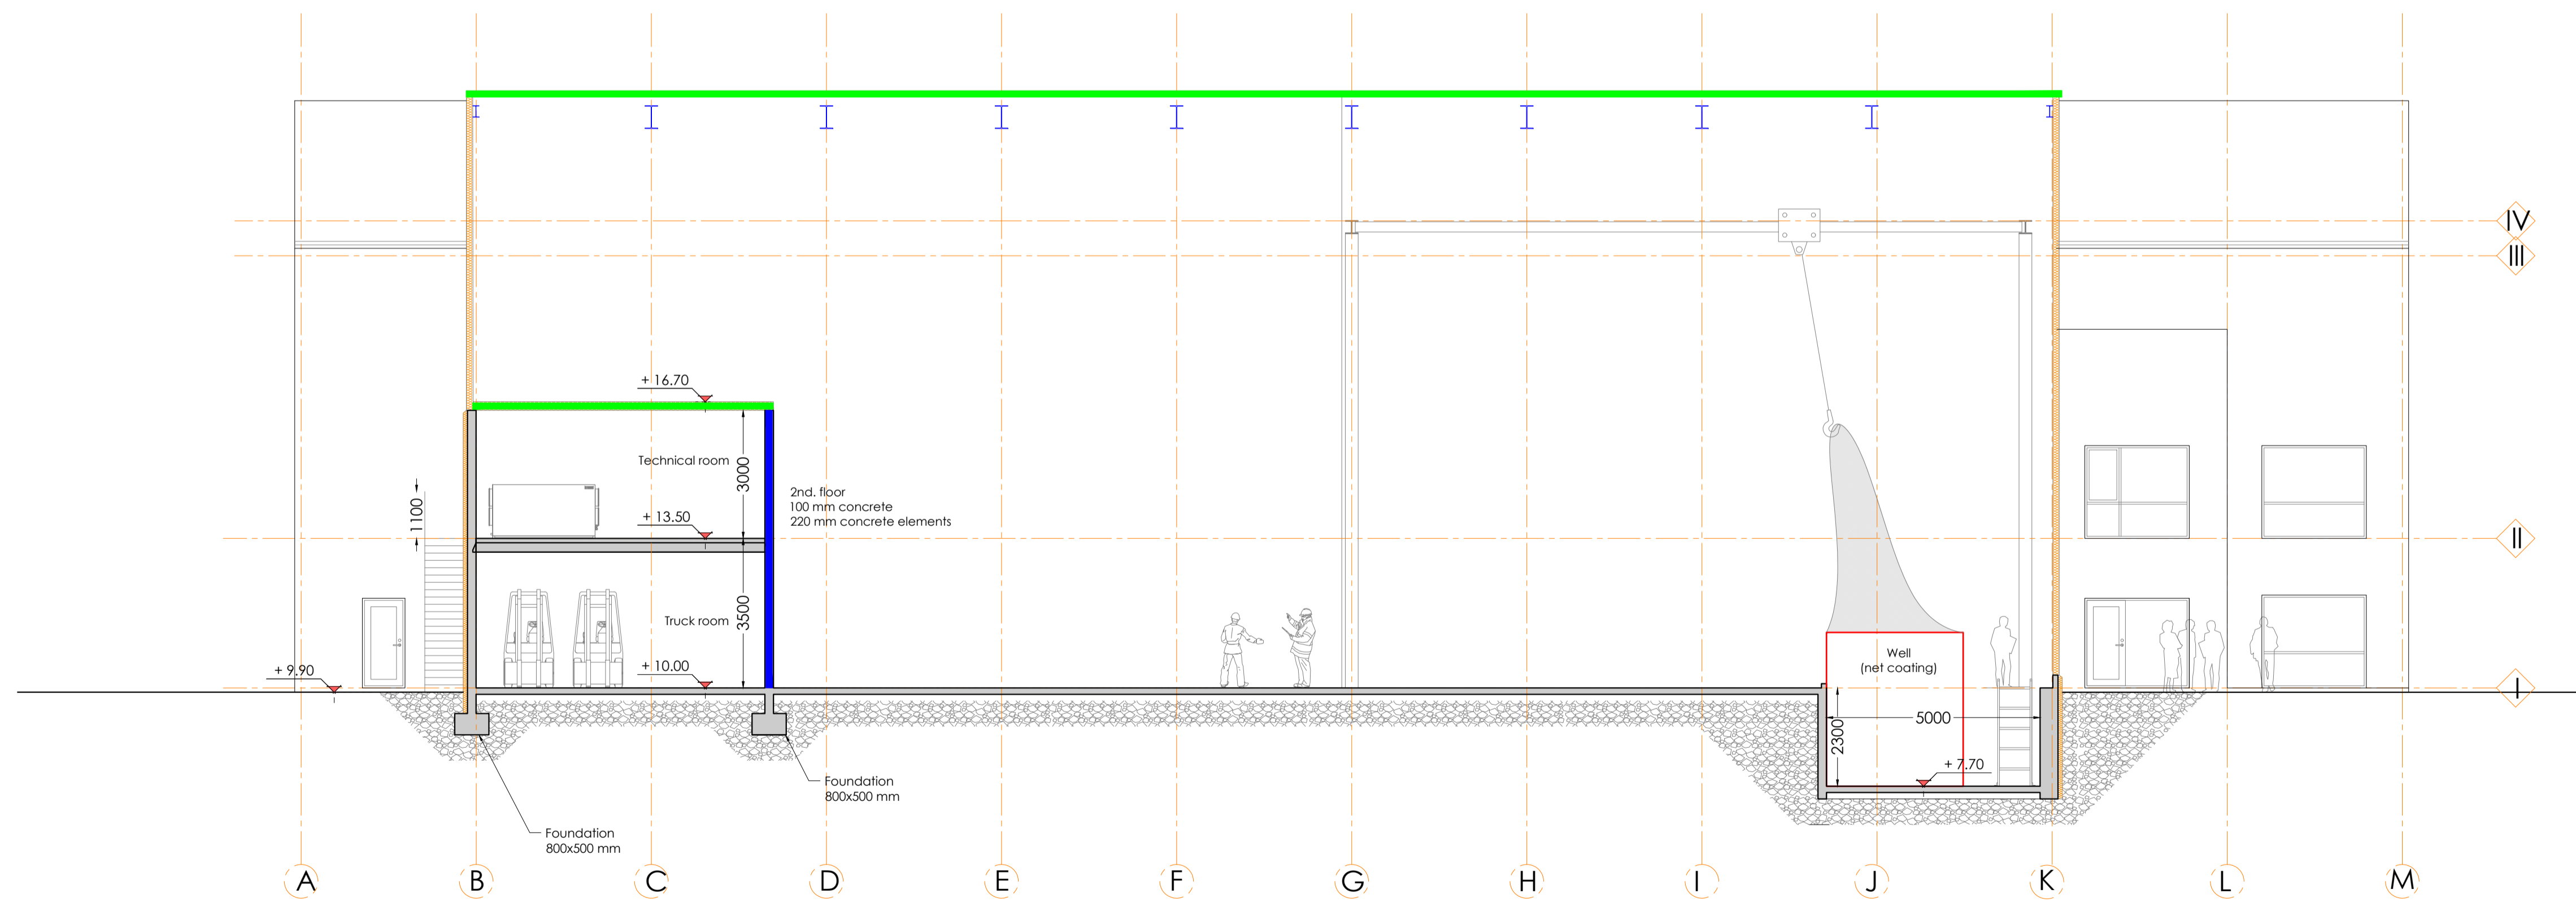 IV
III
+ 16.70
Technical room
3000
2nd. floor
100 mm concrete
220 mm concrete elements
1100
+ 13.50
II
Truck room
3500
Well
(net coating)
+ 9.90
+ 10.00
I
5000
2300
+ 7.70
Foundation
800x500 mm
Foundation
800x500 mm
A B C D E F G H I J K L M